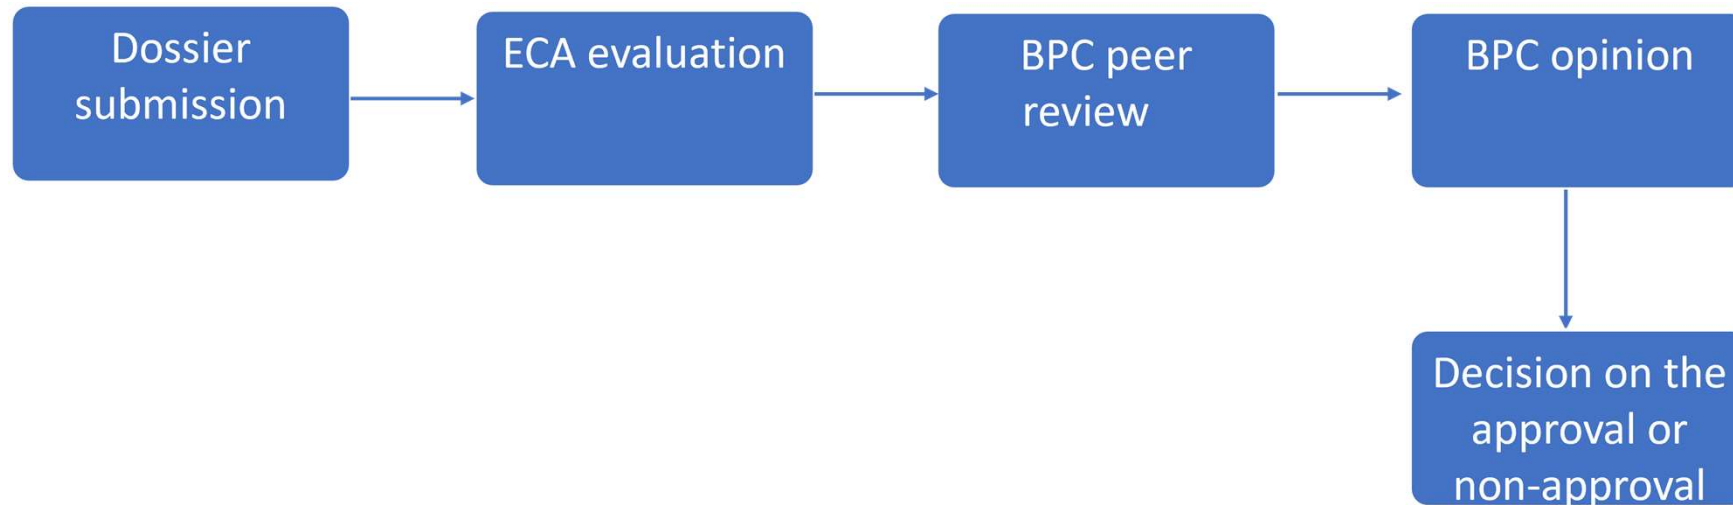 Dossier
submission
ECA evaluation
BPC peer
review
BPC opinion
Decision on the
approval or
non-approval